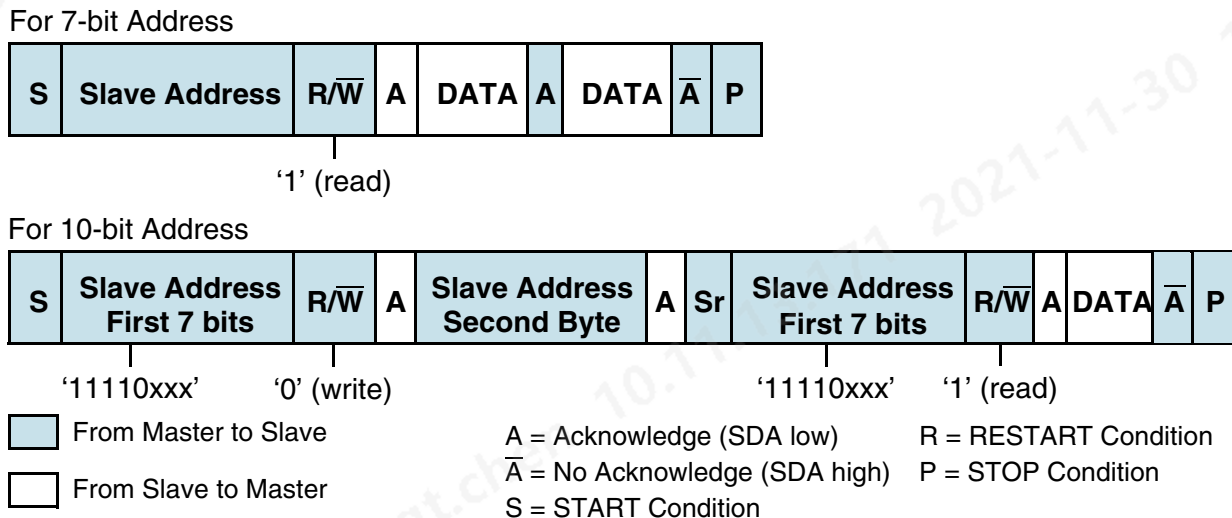 For 7-bit Address
S Slave Address R/W̅ A DATA A DATA A̅ P
‘1’ (read)
For 10-bit Address
S Slave Address First 7 bits R/W̅ A Slave Address Second Byte A Sr Slave Address First 7 bits R/W̅ A DATA A̅ P
‘11110xxx’ ‘0’ (write) ‘11110xxx’ ‘1’ (read)
From Master to Slave
From Slave to Master
A = Acknowledge (SDA low)
A̅ = No Acknowledge (SDA high)
S = START Condition
R = RESTART Condition
P = STOP Condition
2021-11-30